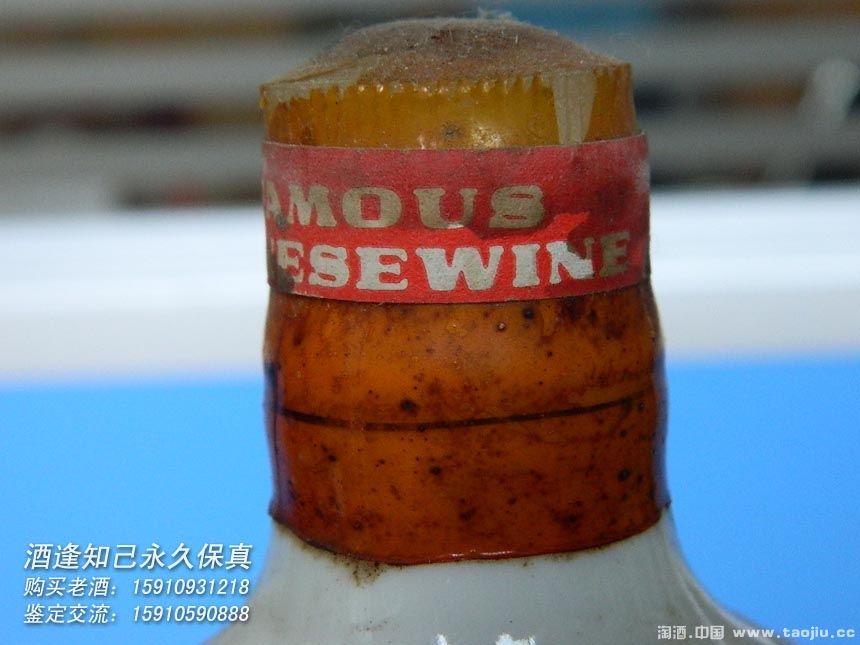 AMOUS
ESEWINE
酒逢知己永久保真
购买老酒：15910931218
鉴定交流：15910590888
淘酒.中国 www.taojiu.cc